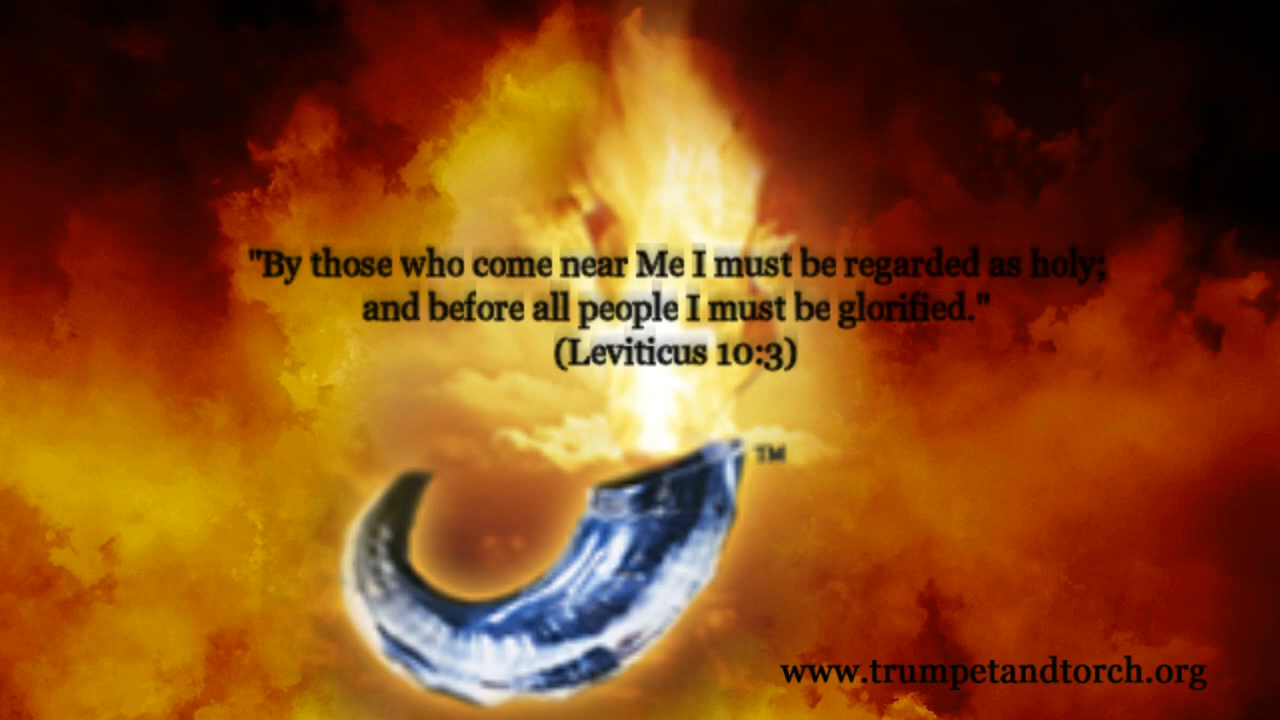 "By those who come near Me I must be regarded as holy;
and before all people I must be glorified."
(Leviticus 10:3)
TM
www.trumpetandtorch.org